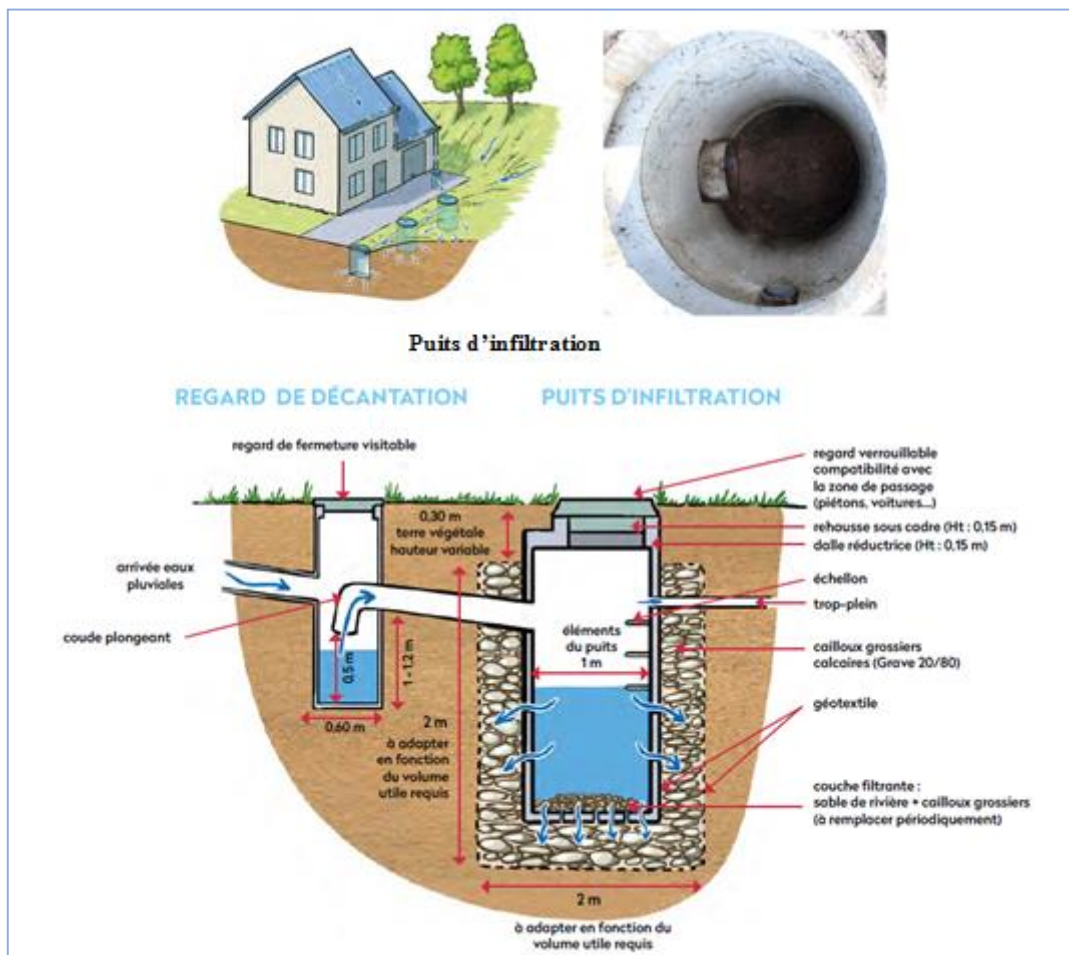 Puits d'infiltration
REGARD DE DÉCANTATION
PUITS D'INFILTRATION
regard de fermeture visitable
regard verrouillable
compatibilité avec
la zone de passage
(piétons, voitures...)
0,30 m
terre végétale
hauteur variable
rehausse sous cadre (Ht : 0,15 m)
dalle réductrice (Ht : 0,15 m)
arrivée eaux
pluviales
échellon
trop-plein
coude plongeant
éléments
du puits
1 m
cailloux grossiers
calcaires (Grave 20/80)
0,5 m
1 - 1,2 m
géotextile
0,60 m
2 m
à adapter
en fonction
du volume
utile requis
couche filtrante :
sable de rivière + cailloux grossiers
(à remplacer périodiquement)
2 m
à adapter en fonction du
volume utile requis